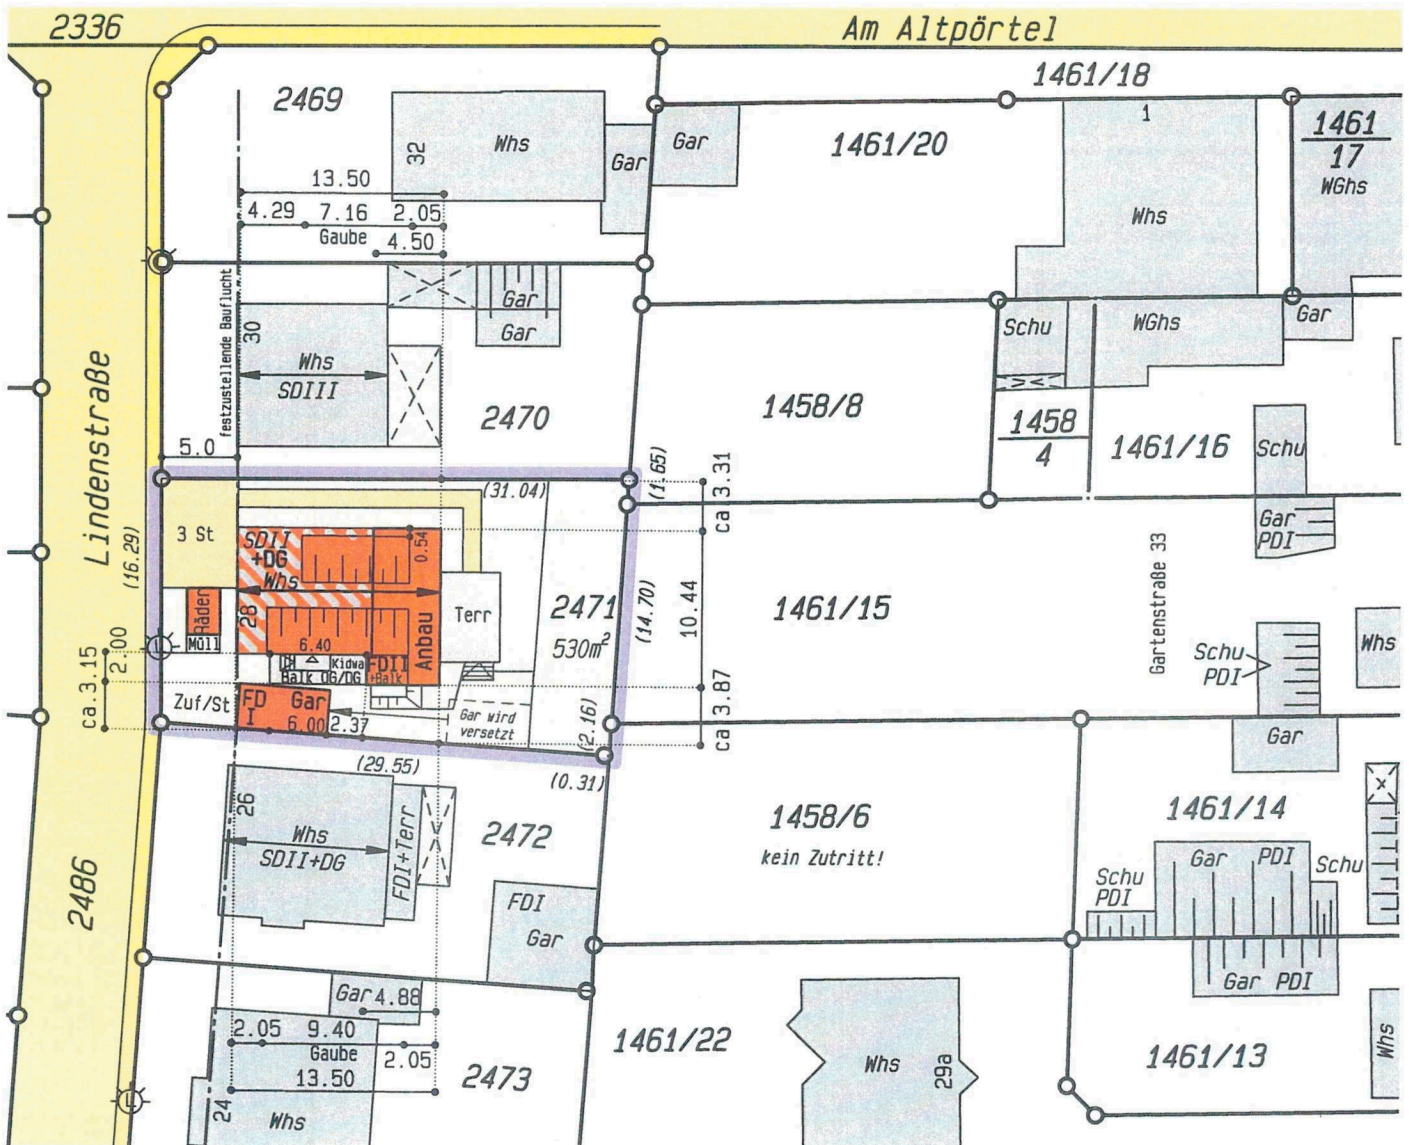 2336
Am Altpörtel
1461/18
2469
32
Whs
Gar
Gar
1461/20
1
Whs
1461
17
WGhs
13.50
4.29 7.16 2.05
Gaube
4.50
festzustellende Bauflucht
30
Whs
SDIII
Gar
Gar
2470
Schu
WGhs
Gar
1458/8
1458
4
1461/16
Schu
Gar
PDI
Lindenstraße
5.0
(31.04)
(1.65)
ca 3.31
(16.29)
3 St
SDII
+DG
Whs
0.54
28
Räder
Müll
6.40
Kidwa
Balk OG/DG
FDII
+Balk
Anbau
Terr
2471
530m²
(14.70)
10.44
1461/15
Gartenstraße 33
Schu
PDI
Whs
Gar
2.00
ca.3.15
Zuf/St
FD
I
Gar
6.00
2.37
Gar wird
versetzt
(2.16)
ca 3.87
(29.55)
(0.31)
26
Whs
SDII+DG
FDI+Terr
2472
1458/6
kein Zutritt!
1461/14
Gar PDI
Schu
Schu
PDI
2486
FDI
Gar
Gar PDI
Gar
4.88
2.05 9.40
Gaube
2.05
13.50
24
Whs
2473
1461/22
Whs
29a
1461/13
Whs
L
L
L